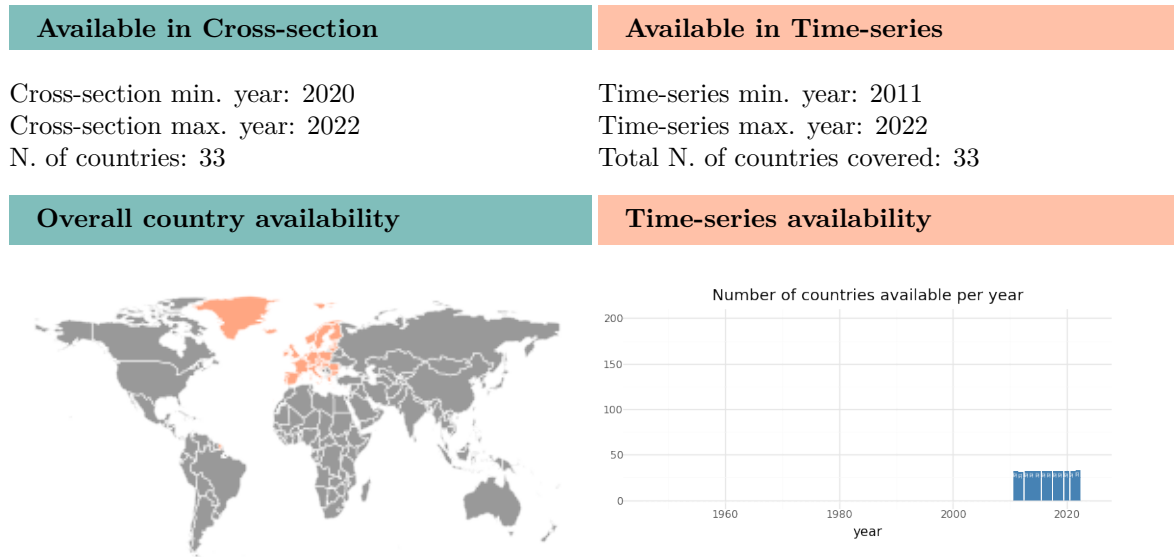 Available in Cross-section
Available in Time-series
Cross-section min. year: 2020
Cross-section max. year: 2022
N. of countries: 33
Time-series min. year: 2011
Time-series max. year: 2022
Total N. of countries covered: 33
Overall country availability
Time-series availability
Number of countries available per year
200
150
100
50
0
1960 1980 2000 2020
year